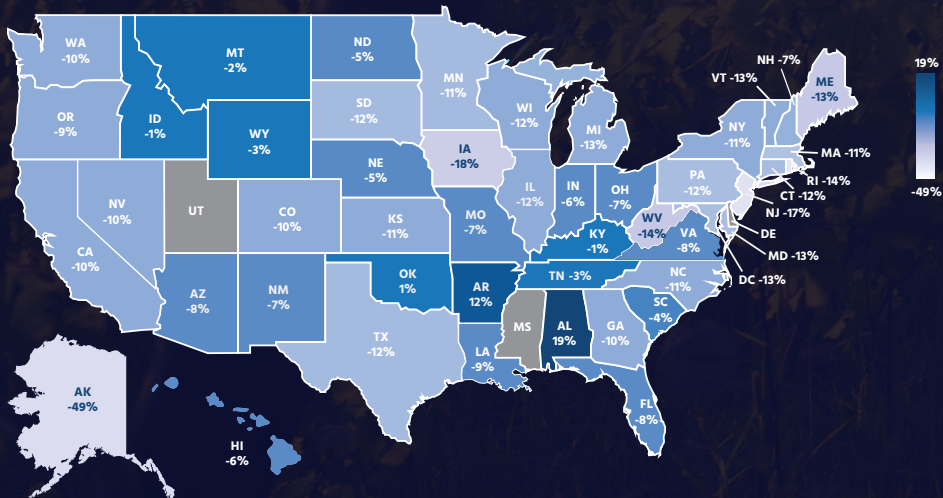 WA
-10%
MT
-2%
ND
-5%
MN
-11%
NH -7%
VT -13%
ME
-13%
19%
OR
-9%
ID
-1%
WY
-3%
SD
-12%
WI
-12%
MI
-13%
NY
-11%
MA -11%
RI -14%
CT -12%
NJ -17%
DE
MD -13%
DC -13%
-49%
NV
-10%
UT
CO
-10%
NE
-5%
IA
-18%
IL
-12%
IN
-6%
OH
-7%
PA
-12%
CA
-10%
KS
-11%
MO
-7%
KY
-1%
WV
-14%
VA
-8%
AZ
-8%
NM
-7%
OK
1%
AR
12%
TN -3%
NC
-11%
SC
-4%
TX
-12%
LA
-9%
MS
AL
19%
GA
-10%
FL
-8%
AK
-49%
HI
-6%